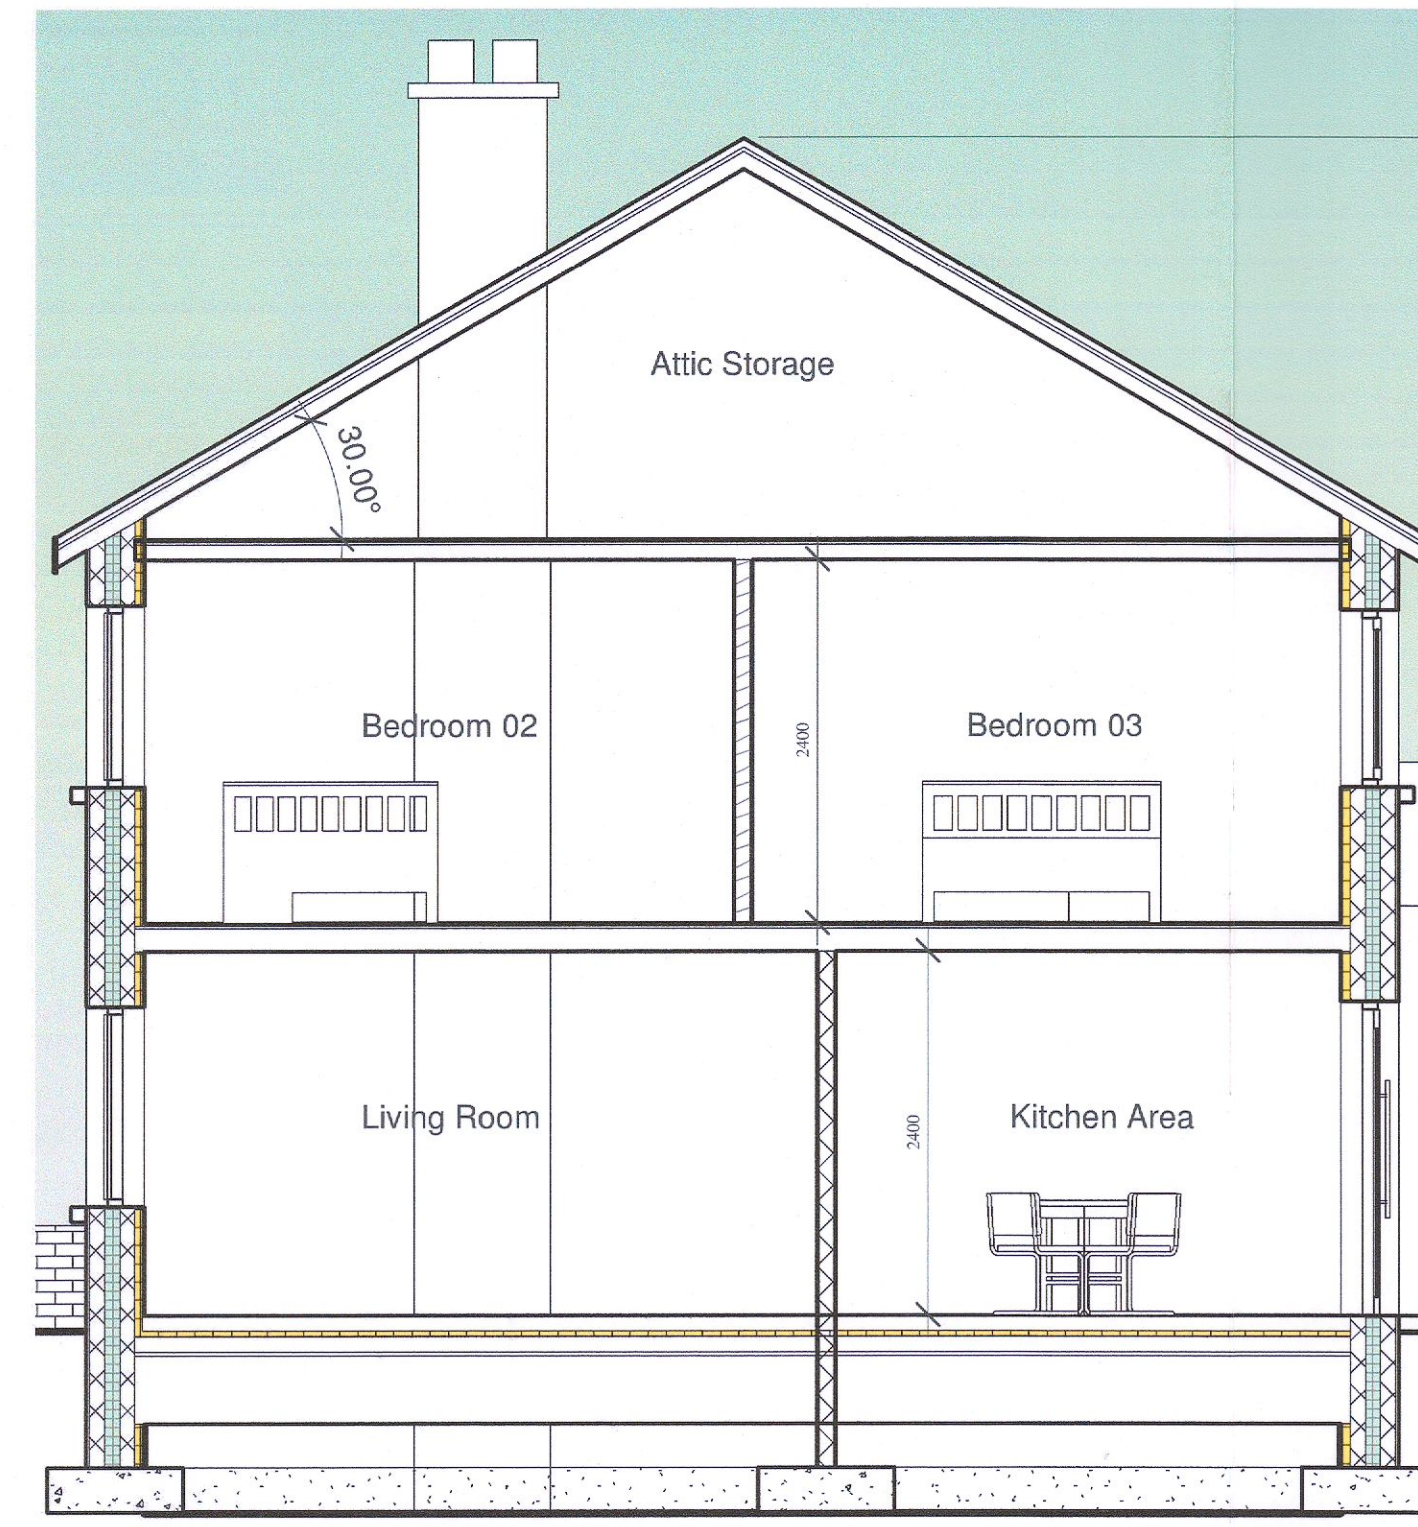 Attic Storage
30.00°
Bedroom 02
2400
Bedroom 03
Living Room
2400
Kitchen Area